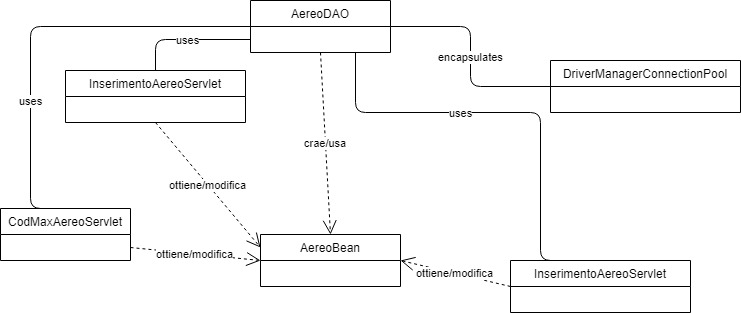 AereoDAO
uses
encapsulates
DriverManagerConnectionPool
InserimentoAereoServlet
uses
uses
crae/usa
ottiene/modifica
CodMaxAereoServlet
AereoBean
ottiene/modifica
ottiene/modifica
InserimentoAereoServlet